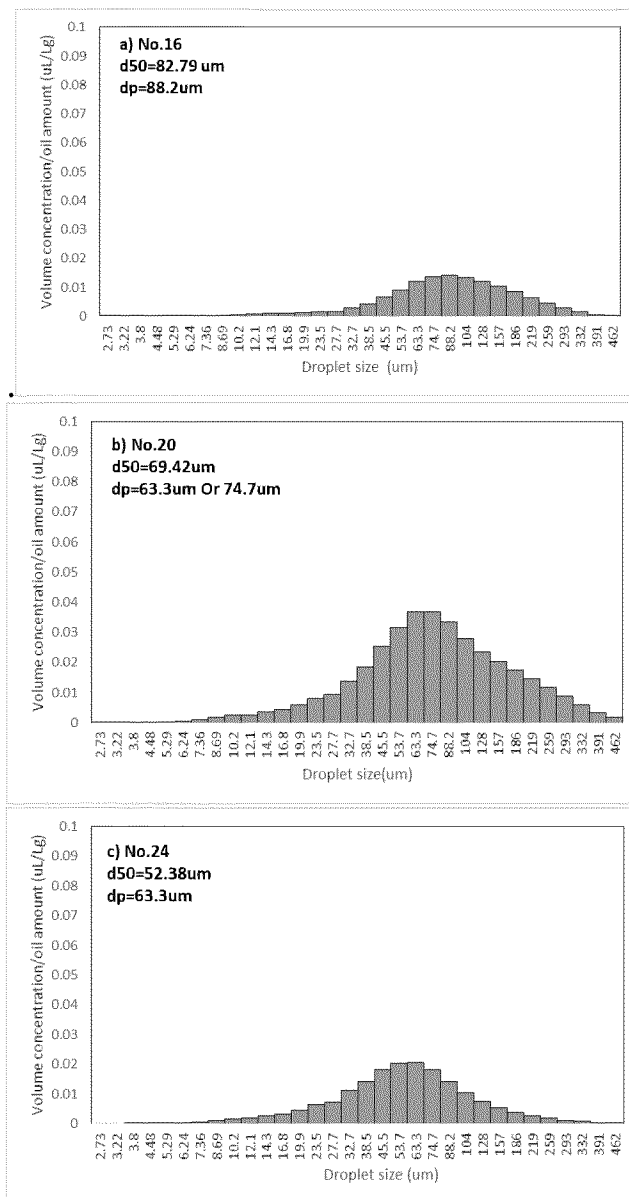 a) No.16
d50=82.79 um
dp=88.2um
Volume concentration/oil amount (uL/Lg)
0.1
0.09
0.08
0.07
0.06
0.05
0.04
0.03
0.02
0.01
0
2.73 3.22 3.8 4.48 5.29 6.24 7.36 8.69 10.2 12.1 14.3 16.8 19.9 23.5 27.7 32.7 38.5 45.5 53.7 63.3 74.7 88.2 104 128 157 186 219 259 293 332 391 462
Droplet size (um)
b) No.20
d50=69.42um
dp=63.3um Or 74.7um
Volume concentration/oil amount (uL/Lg)
0.1
0.09
0.08
0.07
0.06
0.05
0.04
0.03
0.02
0.01
0
2.73 3.22 3.8 4.48 5.29 6.24 7.36 8.69 10.2 12.1 14.3 16.8 19.9 23.5 27.7 32.7 38.5 45.5 53.7 63.3 74.7 88.2 104 128 157 186 219 259 293 332 391 462
Droplet size(um)
c) No.24
d50=52.38um
dp=63.3um
Volume concentration/oil amount (uL/Lg)
0.1
0.09
0.08
0.07
0.06
0.05
0.04
0.03
0.02
0.01
0
2.73 3.22 3.8 4.48 5.29 6.24 7.36 8.69 10.2 12.1 14.3 16.8 19.9 23.5 27.7 32.7 38.5 45.5 53.7 63.3 74.7 88.2 104 128 157 186 219 259 293 332 391 462
Droplet size (um)